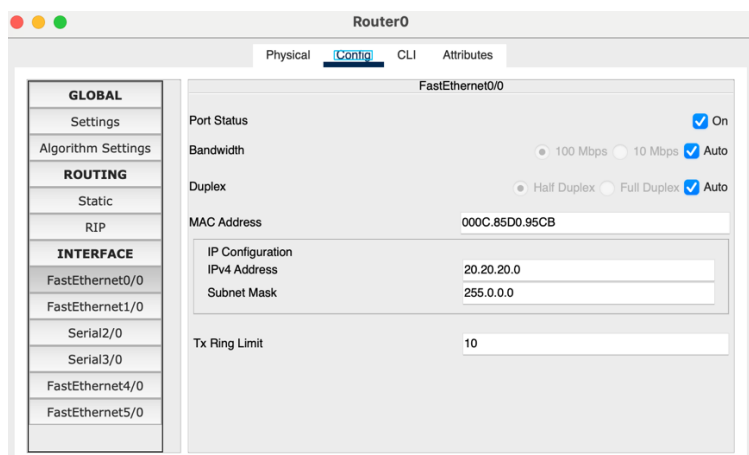 Router0
Physical Config CLI Attributes
GLOBAL
Settings
Algorithm Settings
ROUTING
Static
RIP
INTERFACE
FastEthernet0/0
FastEthernet1/0
Serial2/0
Serial3/0
FastEthernet4/0
FastEthernet5/0
FastEthernet0/0
Port Status On
Bandwidth 100 Mbps 10 Mbps Auto
Duplex Half Duplex Full Duplex Auto
MAC Address 000C.85D0.95CB
IP Configuration
IPv4 Address 20.20.20.0
Subnet Mask 255.0.0.0
Tx Ring Limit 10